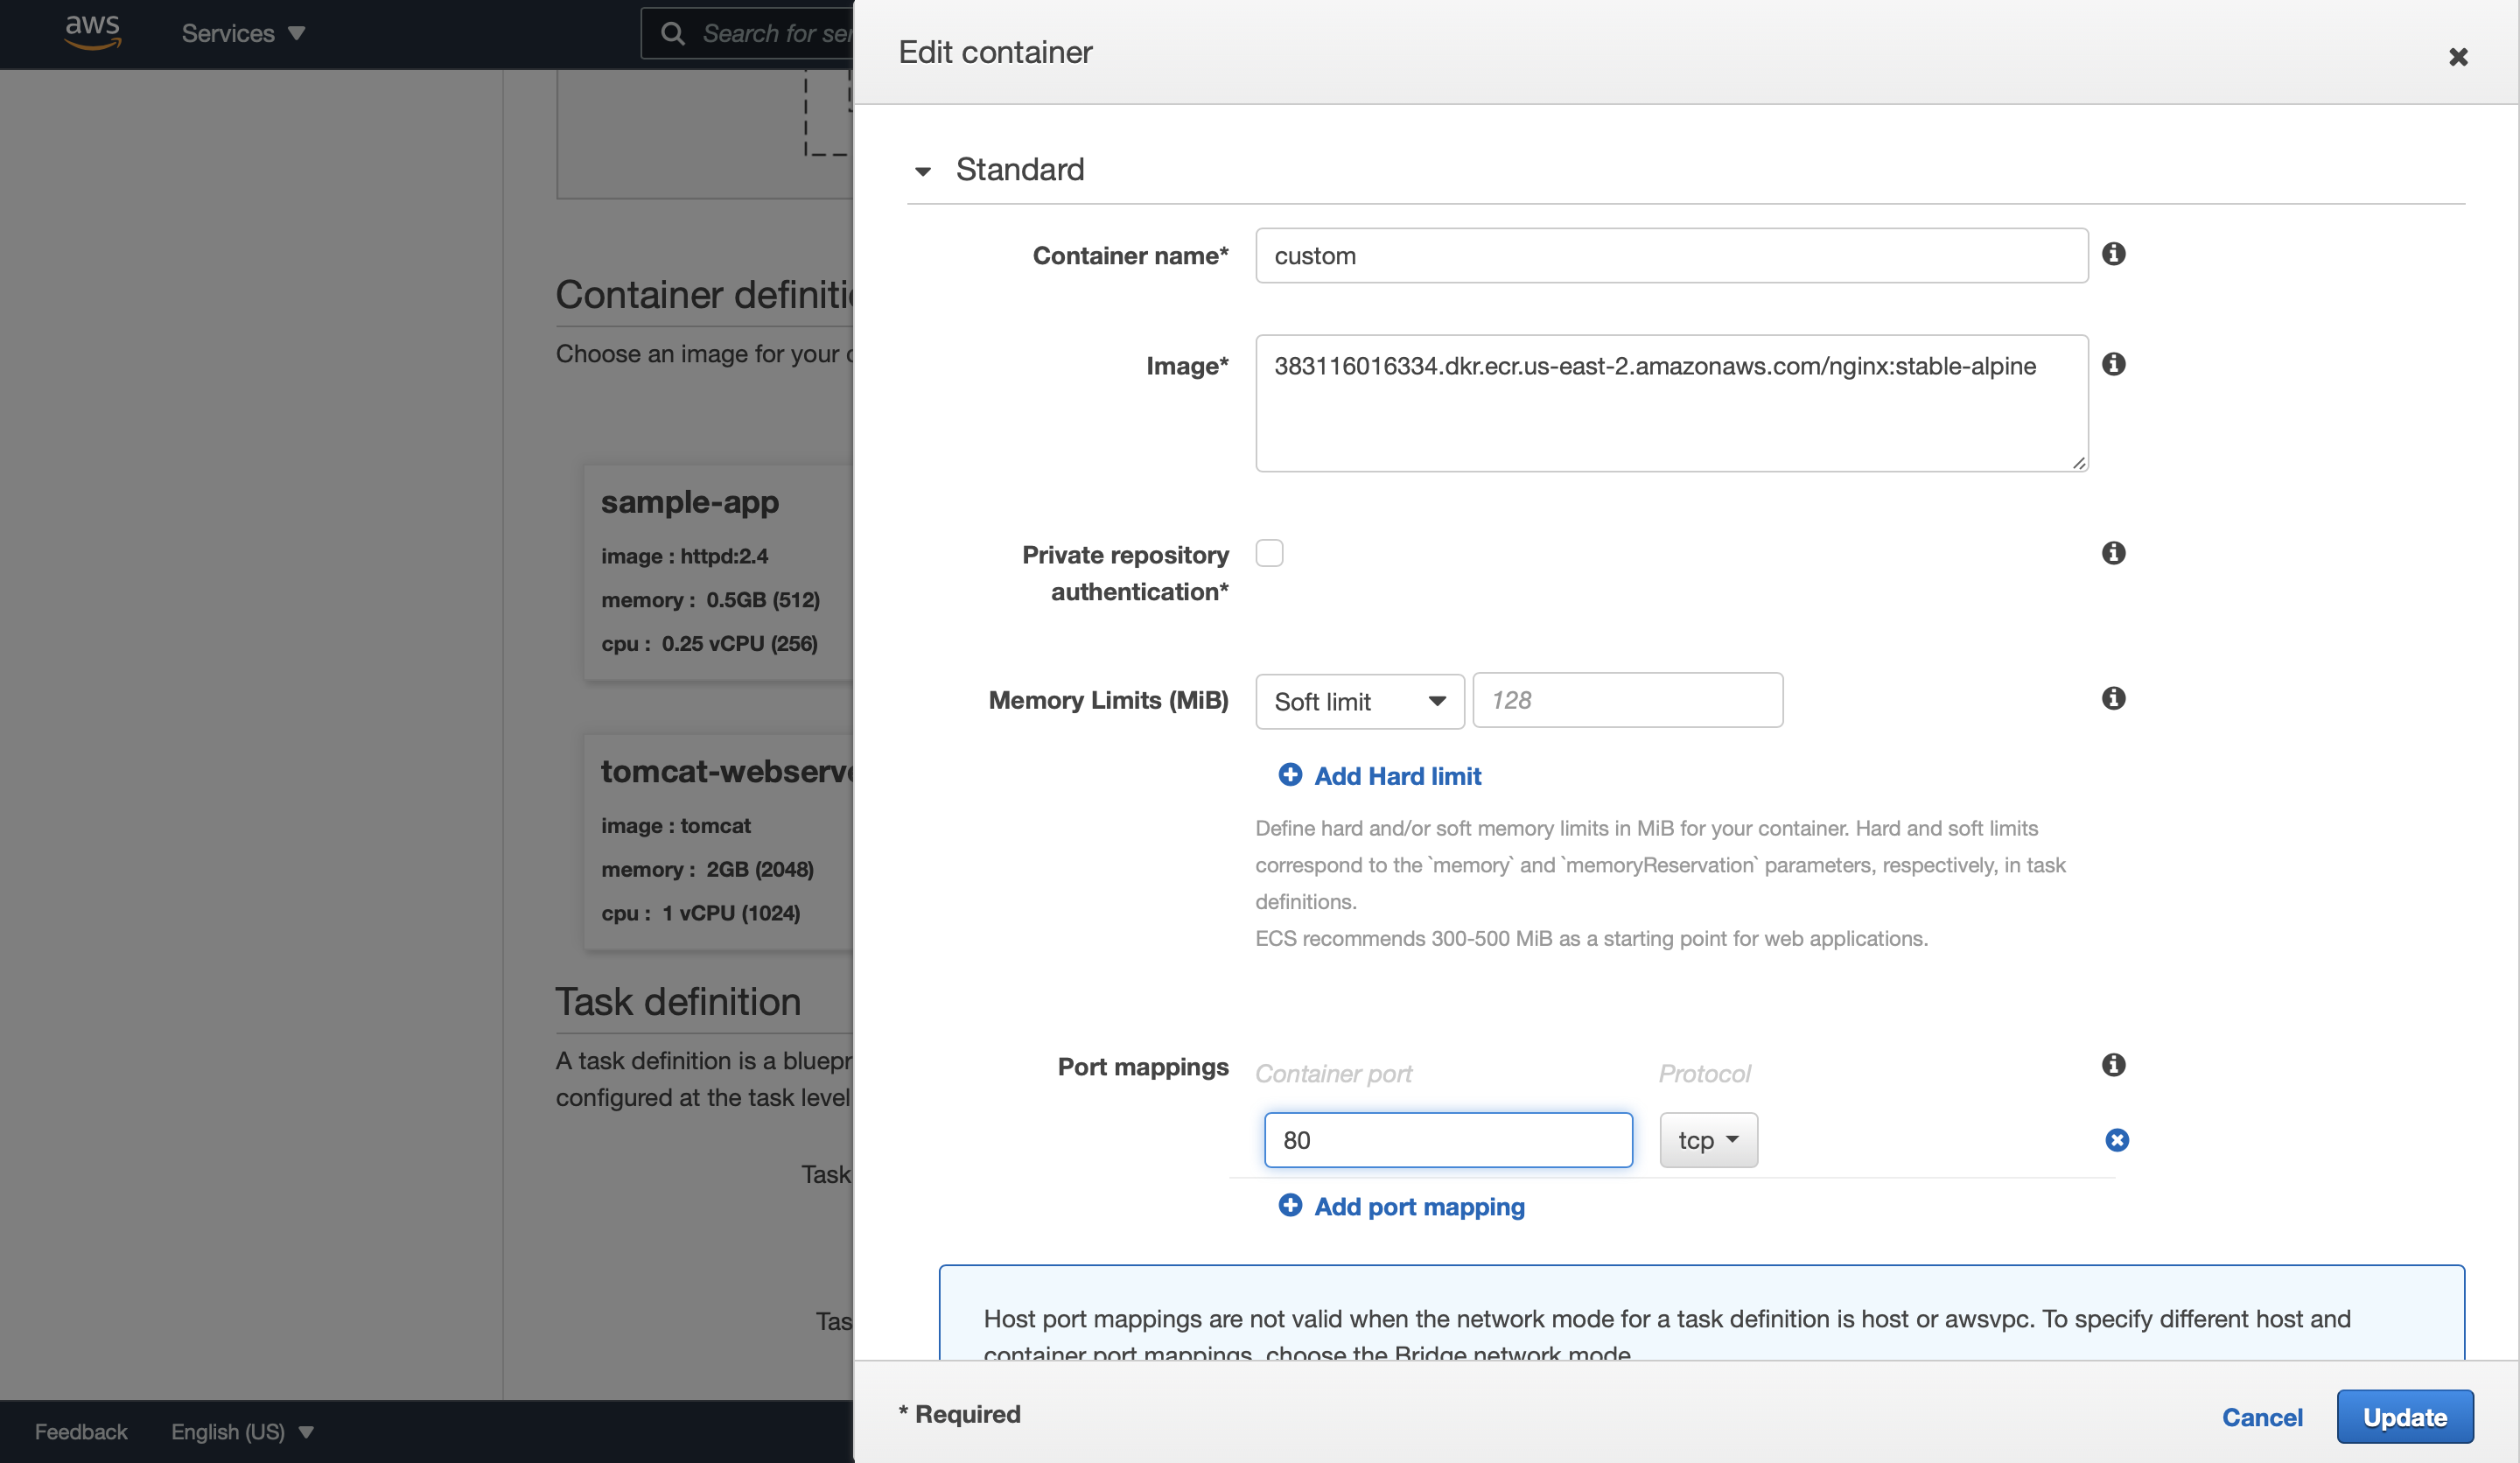 aws
Services
Search for ser
Edit container
Standard
Container name*
custom
Image*
383116016334.dkr.ecr.us-east-2.amazonaws.com/nginx:stable-alpine
Private repository
authentication*
Memory Limits (MiB)
Soft limit
128
Add Hard limit
Define hard and/or soft memory limits in MiB for your container. Hard and soft limits
correspond to the `memory` and `memoryReservation` parameters, respectively, in task
definitions.
ECS recommends 300-500 MiB as a starting point for web applications.
Port mappings
Container port
Protocol
80
tcp
Add port mapping
Host port mappings are not valid when the network mode for a task definition is host or awsvpc. To specify different host and
container port mappings, choose the Bridge network mode.
* Required
Cancel
Update
Container definitio
Choose an image for your c
sample-app
image : httpd:2.4
memory : 0.5GB (512)
cpu : 0.25 vCPU (256)
tomcat-webserve
image : tomcat
memory : 2GB (2048)
cpu : 1 vCPU (1024)
Task definition
A task definition is a bluepr
configured at the task level
Task
Tas
Feedback
English (US)